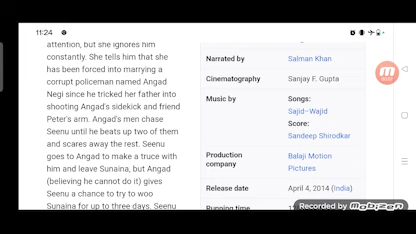 11:24
attention, but she ignores him
constantly. She tells him that she
has been forced into marrying a
corrupt policeman named Angad
Negi since he tricked her father into
shooting Angad's sidekick and friend
Peter's arm. Angad's men chase
Seenu until he beats up two of them
and scares away the rest. Seenu
goes to Angad to make a truce with
him and leave Sunaina, but Angad
(believing he cannot do it) gives
Seenu a chance to try to woo
Sunaina for up to three days. Seenu
Narrated by Salman Khan
Cinematography Sanjay F. Gupta
Music by Songs:
Sajid–Wajid
Score:
Sandeep Shirodkar
Production
company
Balaji Motion
Pictures
Release date April 4, 2014 (India)
Running time
Recorded by Mobizen